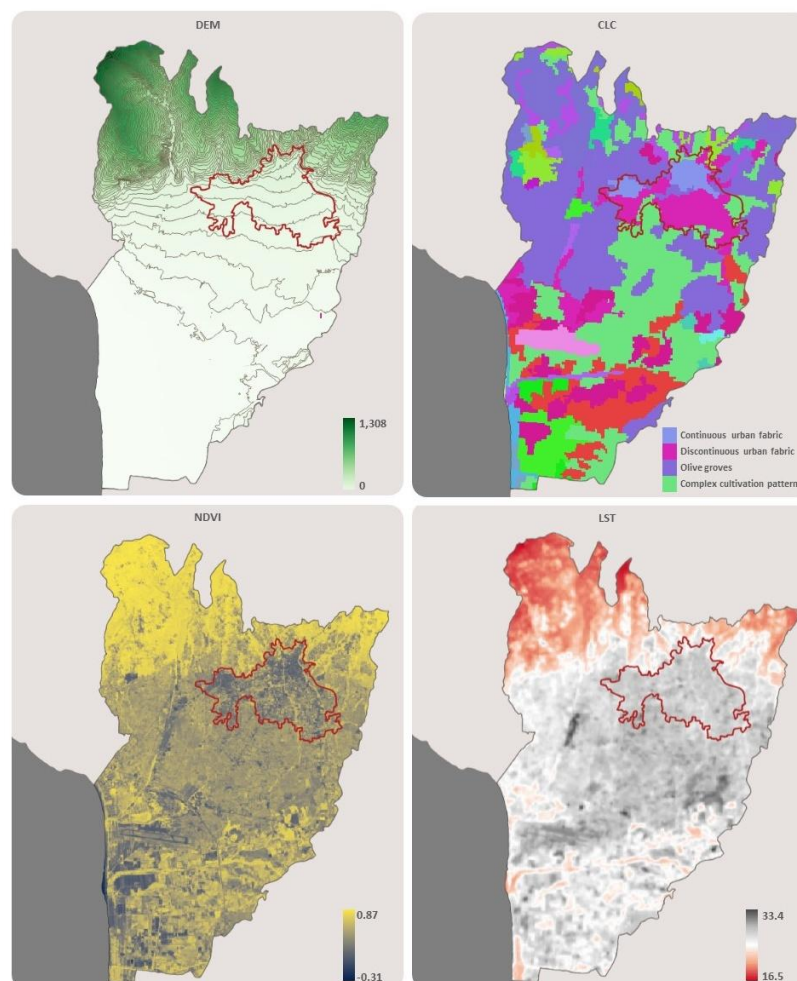 DEM
1,308
0
CLC
Continuous urban fabric
Discontinuous urban fabric
Olive groves
Complex cultivation pattern
NDVI
0.87
-0.31
LST
33.4
16.5